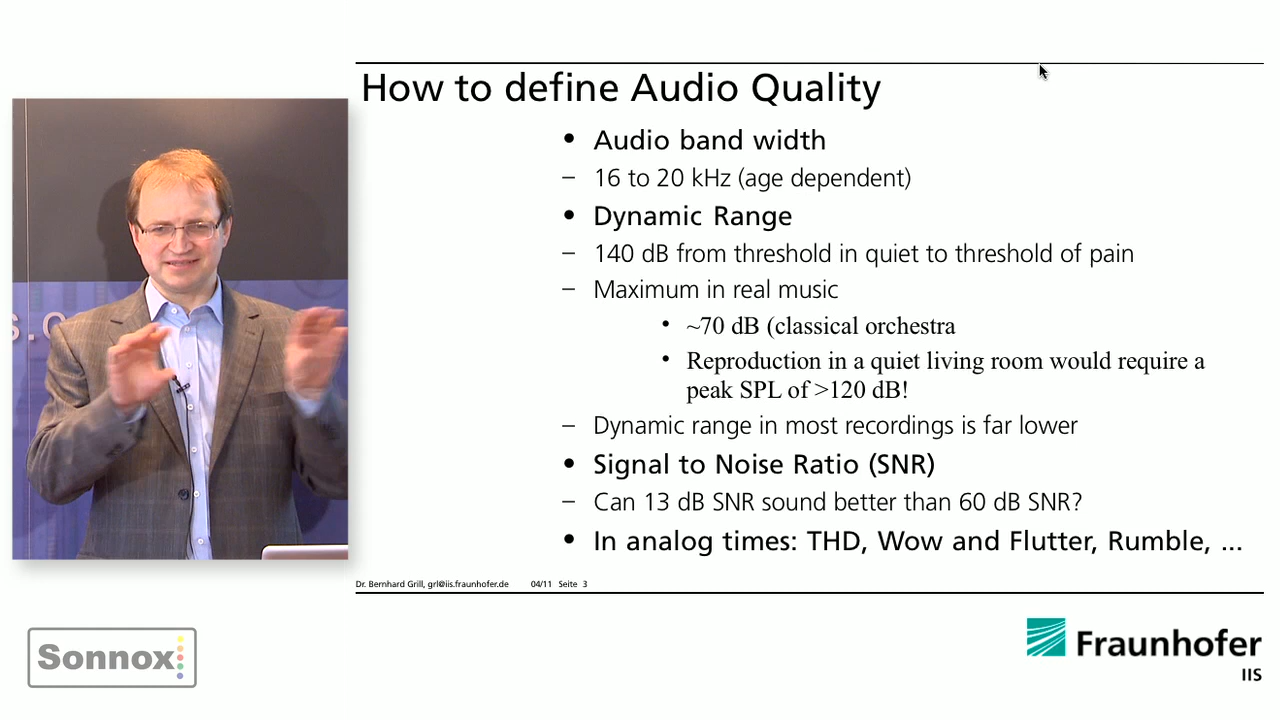 How to define Audio Quality
• Audio band width
– 16 to 20 kHz (age dependent)
• Dynamic Range
– 140 dB from threshold in quiet to threshold of pain
– Maximum in real music
• ~70 dB (classical orchestra
• Reproduction in a quiet living room would require a
peak SPL of >120 dB!
– Dynamic range in most recordings is far lower
• Signal to Noise Ratio (SNR)
– Can 13 dB SNR sound better than 60 dB SNR?
• In analog times: THD, Wow and Flutter, Rumble, ...
Dr. Bernhard Grill, grl@iis.fraunhofer.de 04/11 Seite 3
Sonnox
Fraunhofer
IIS